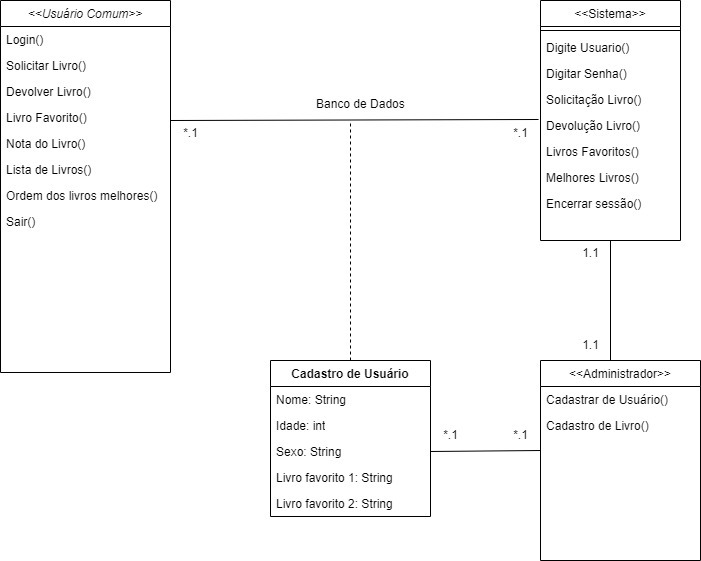 <<Usuário Comum>>
Login()
Solicitar Livro()
Devolver Livro()
Livro Favorito()
Nota do Livro()
Lista de Livros()
Ordem dos livros melhores()
Sair()
Banco de Dados
*.1
*.1
<<Sistema>>
Digite Usuario()
Digitar Senha()
Solicitação Livro()
Devolução Livro()
Livros Favoritos()
Melhores Livros()
Encerrar sessão()
1.1
1.1
Cadastro de Usuário
Nome: String
Idade: int
Sexo: String
Livro favorito 1: String
Livro favorito 2: String
*.1
*.1
<<Administrador>>
Cadastrar de Usuário()
Cadastro de Livro()